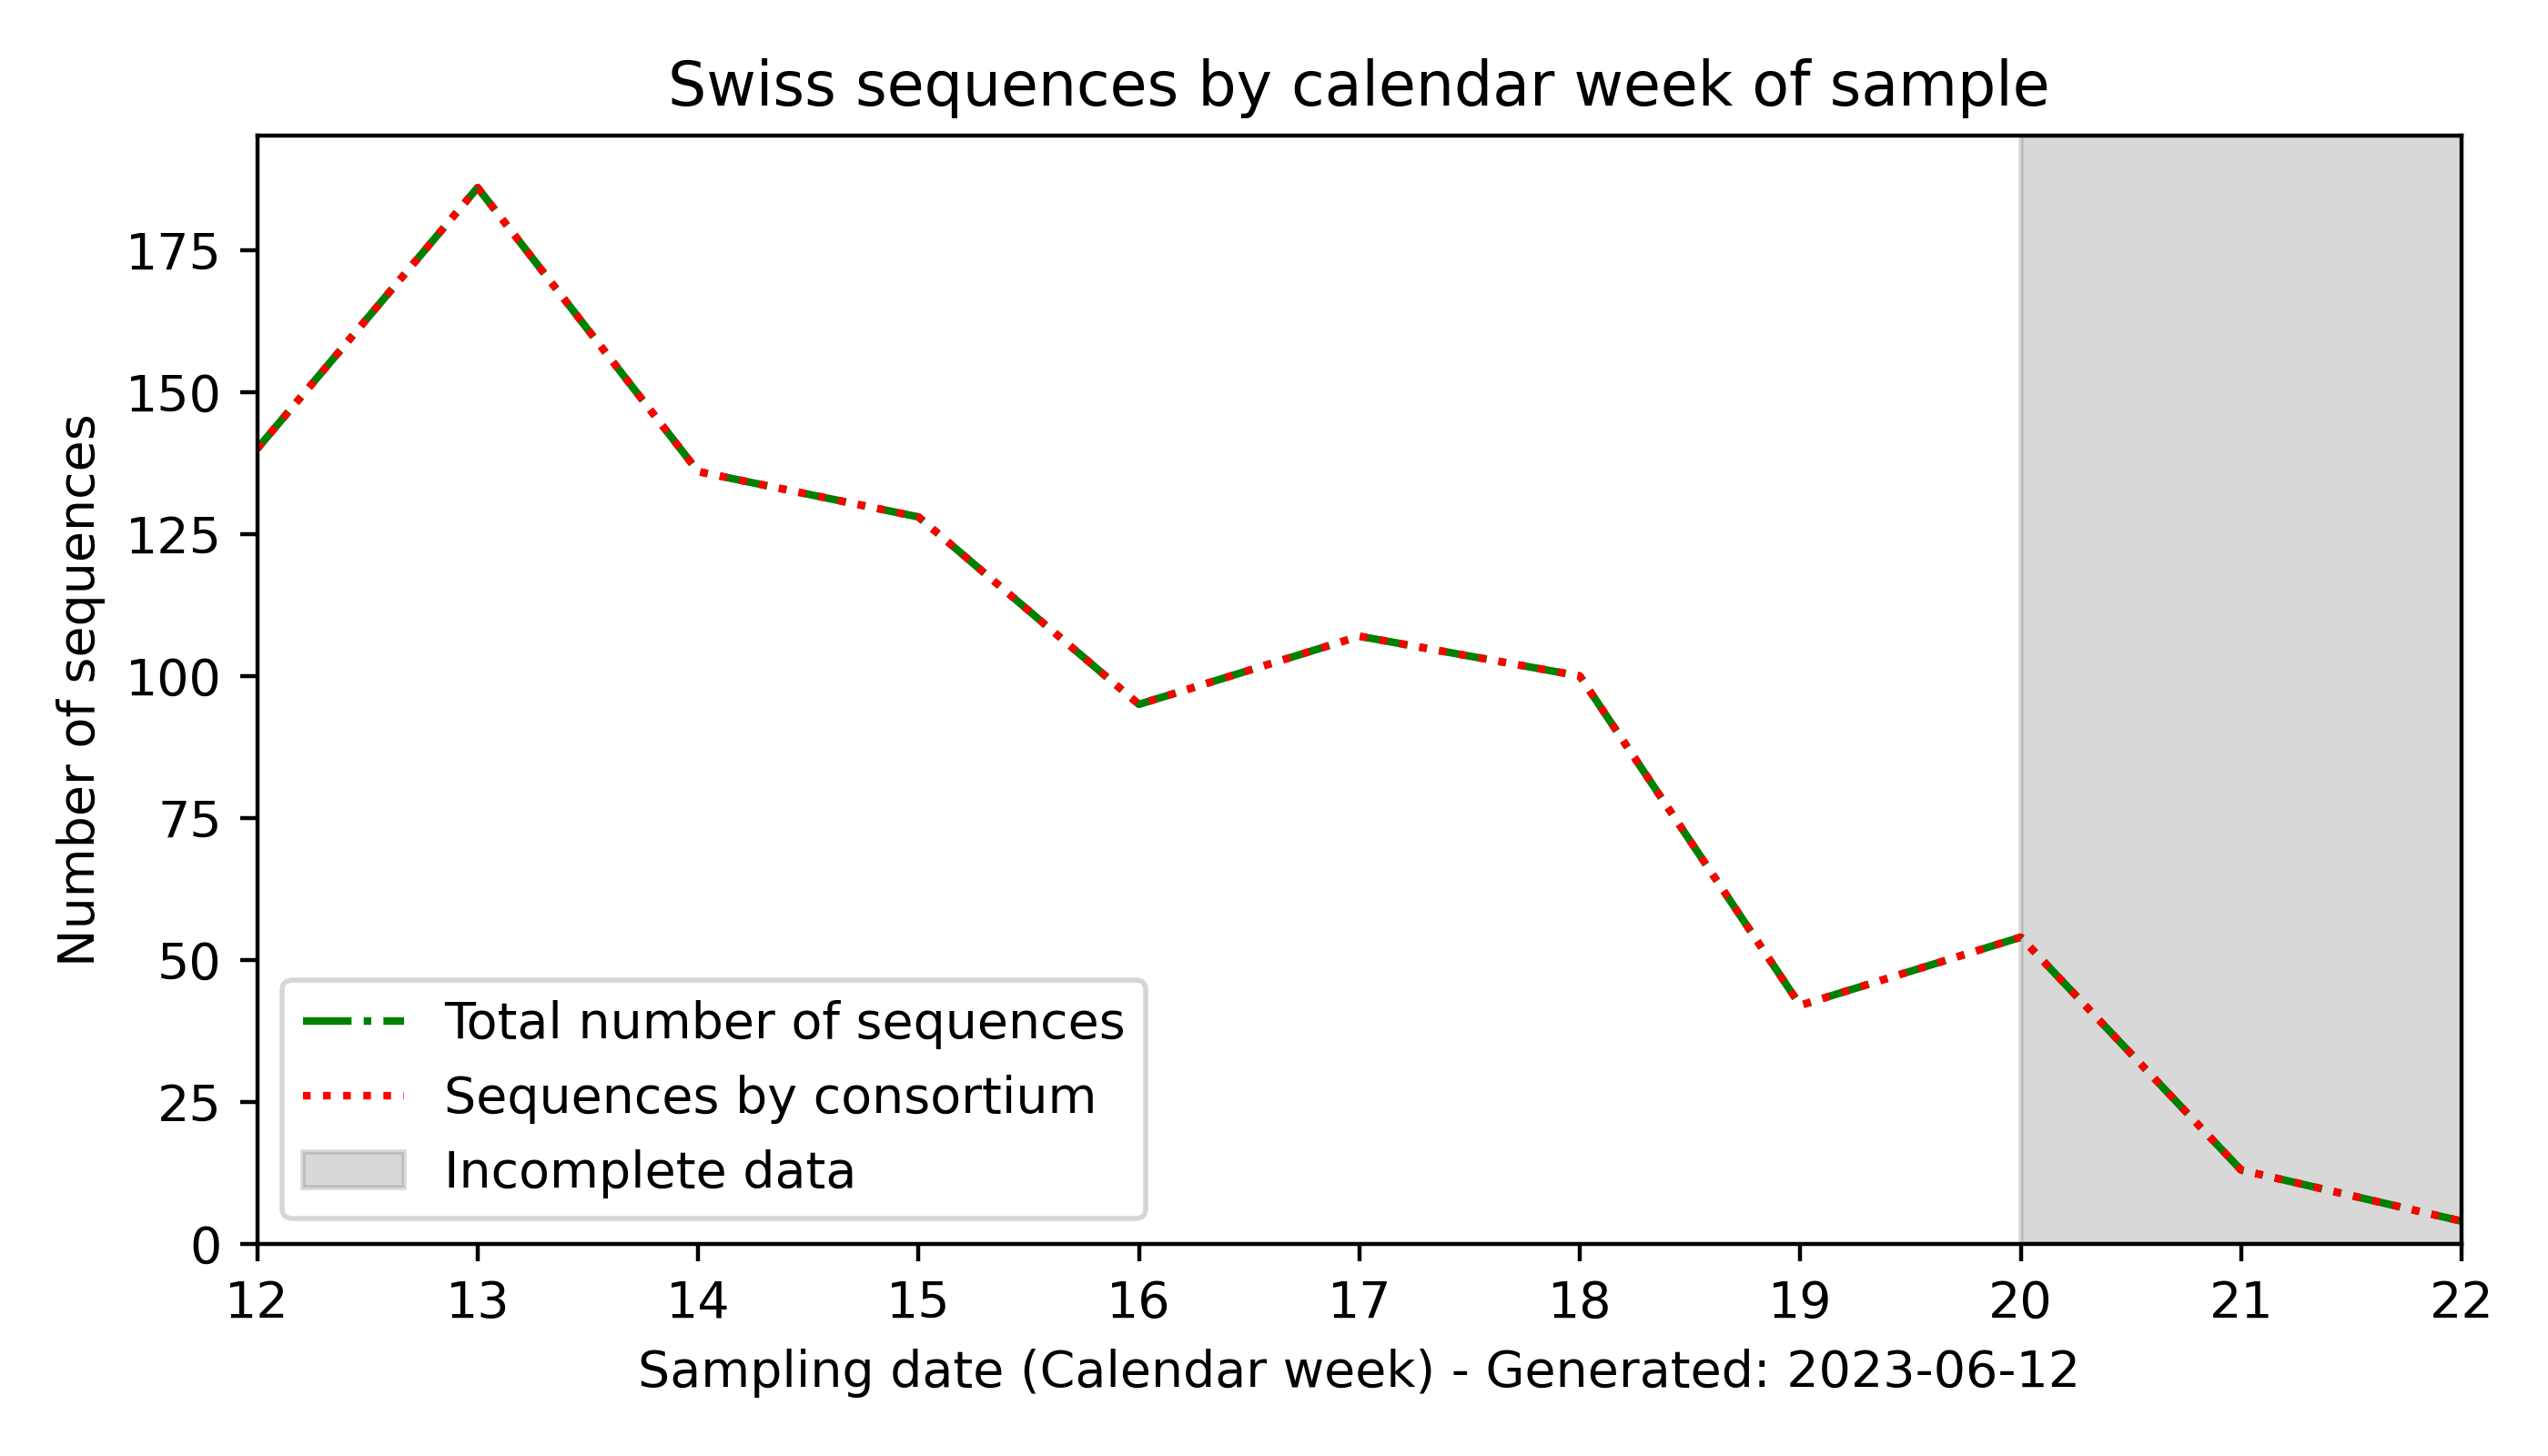 Swiss sequences by calendar week of sample
Number of sequences
175
150
125
100
75
50
25
0
Total number of sequences
Sequences by consortium
Incomplete data
12 13 14 15 16 17 18 19 20 21 22
Sampling date (Calendar week) - Generated: 2023-06-12